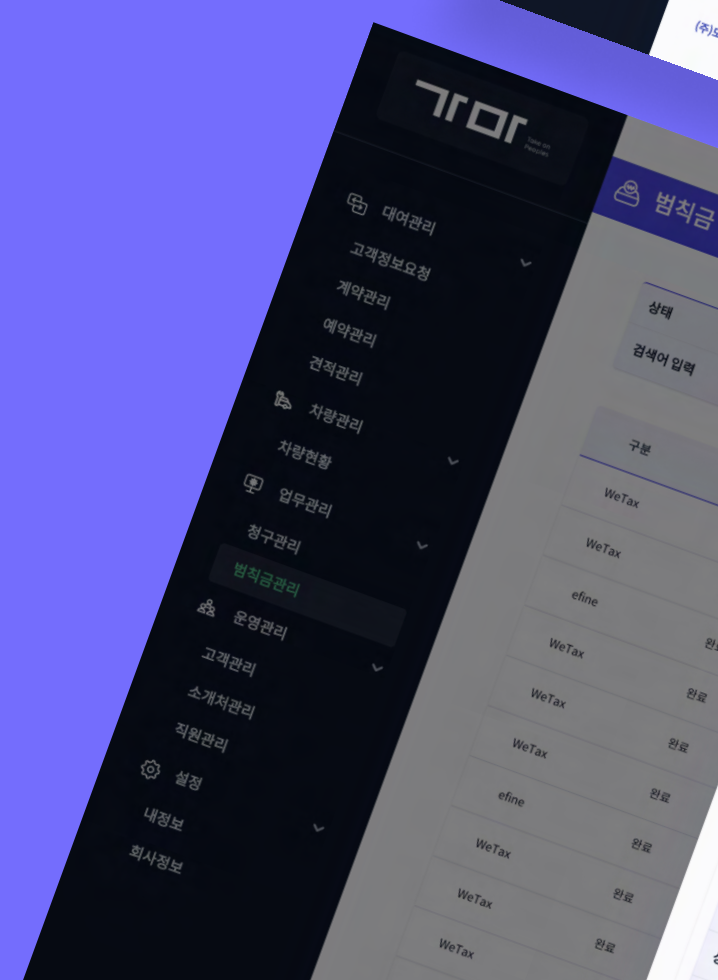 (주)모
Take on
Peoples
대여관리
고객정보요청
계약관리
예약관리
견적관리
차량관리
차량현황
업무관리
청구관리
범칙금관리
운영관리
고객관리
소개처관리
직원관리
설정
내정보
회사정보
범칙금
상태
검색어 입력
구분
WeTax
WeTax
efine 완료
WeTax 완료
WeTax 완료
WeTax 완료
efine 완료
WeTax 완료
WeTax 완료
WeTax